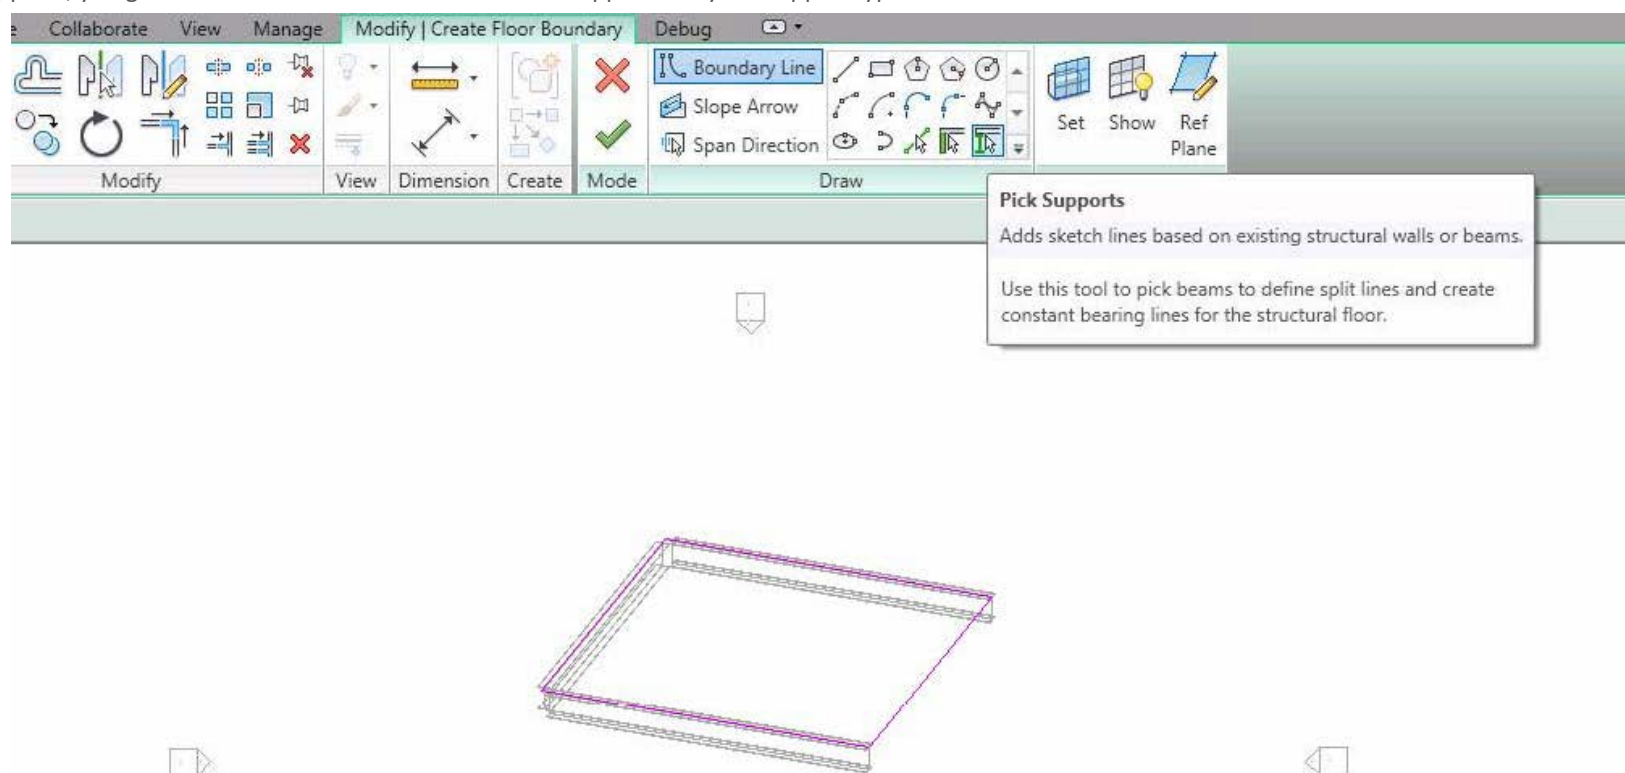 Collaborate View Manage Modify | Create Floor Boundary Debug
Boundary Line
Slope Arrow
Span Direction
Set Show Ref
Plane
Modify View Dimension Create Mode Draw
Pick Supports
Adds sketch lines based on existing structural walls or beams.
Use this tool to pick beams to define split lines and create
constant bearing lines for the structural floor.